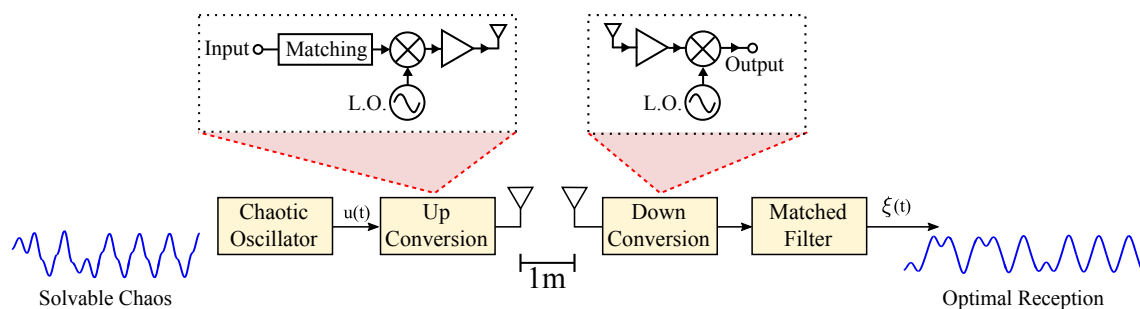 Input
Matching
L.O.
Output
L.O.
Chaotic
Oscillator
u(t)
Up
Conversion
1m
Down
Conversion
Matched
Filter
ξ(t)
Solvable Chaos
Optimal Reception